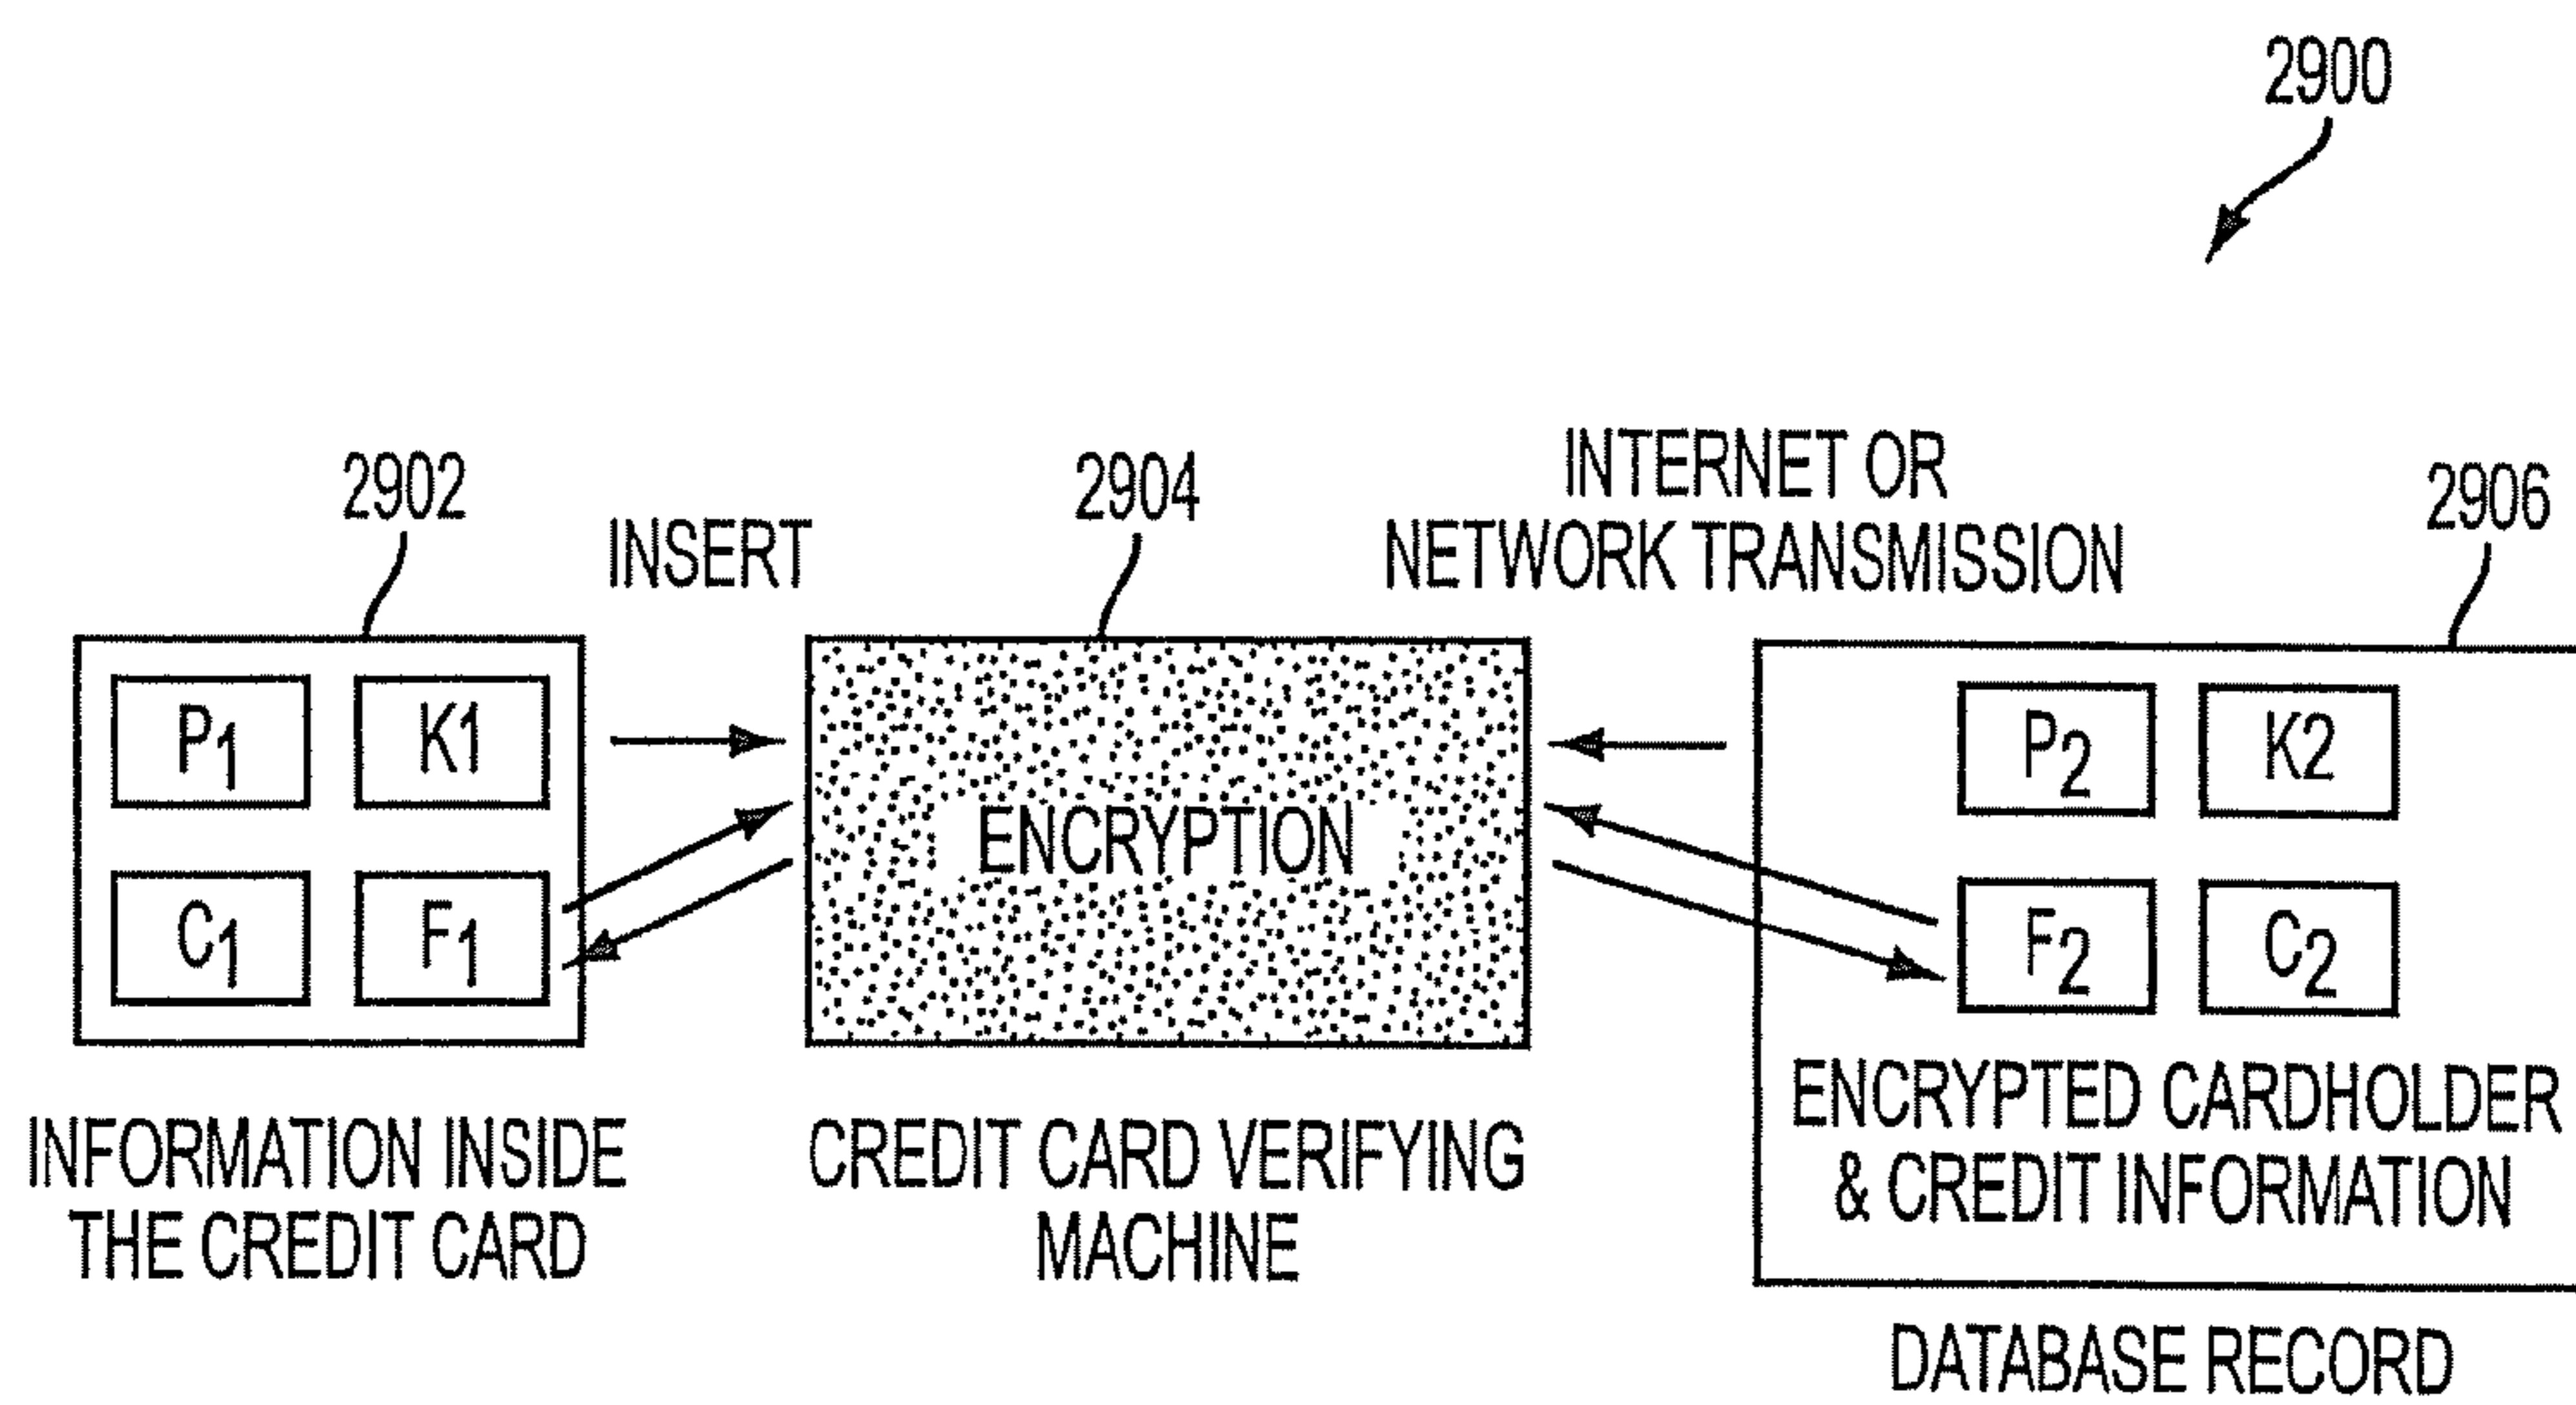 2900
2902
INSERT
2904
INTERNET OR
NETWORK TRANSMISSION
2906
P1
K1
C1
F1
ENCRYPTION
P2
K2
F2
C2
ENCRYPTED CARDHOLDER
& CREDIT INFORMATION
INFORMATION INSIDE
THE CREDIT CARD
CREDIT CARD VERIFYING
MACHINE
DATABASE RECORD